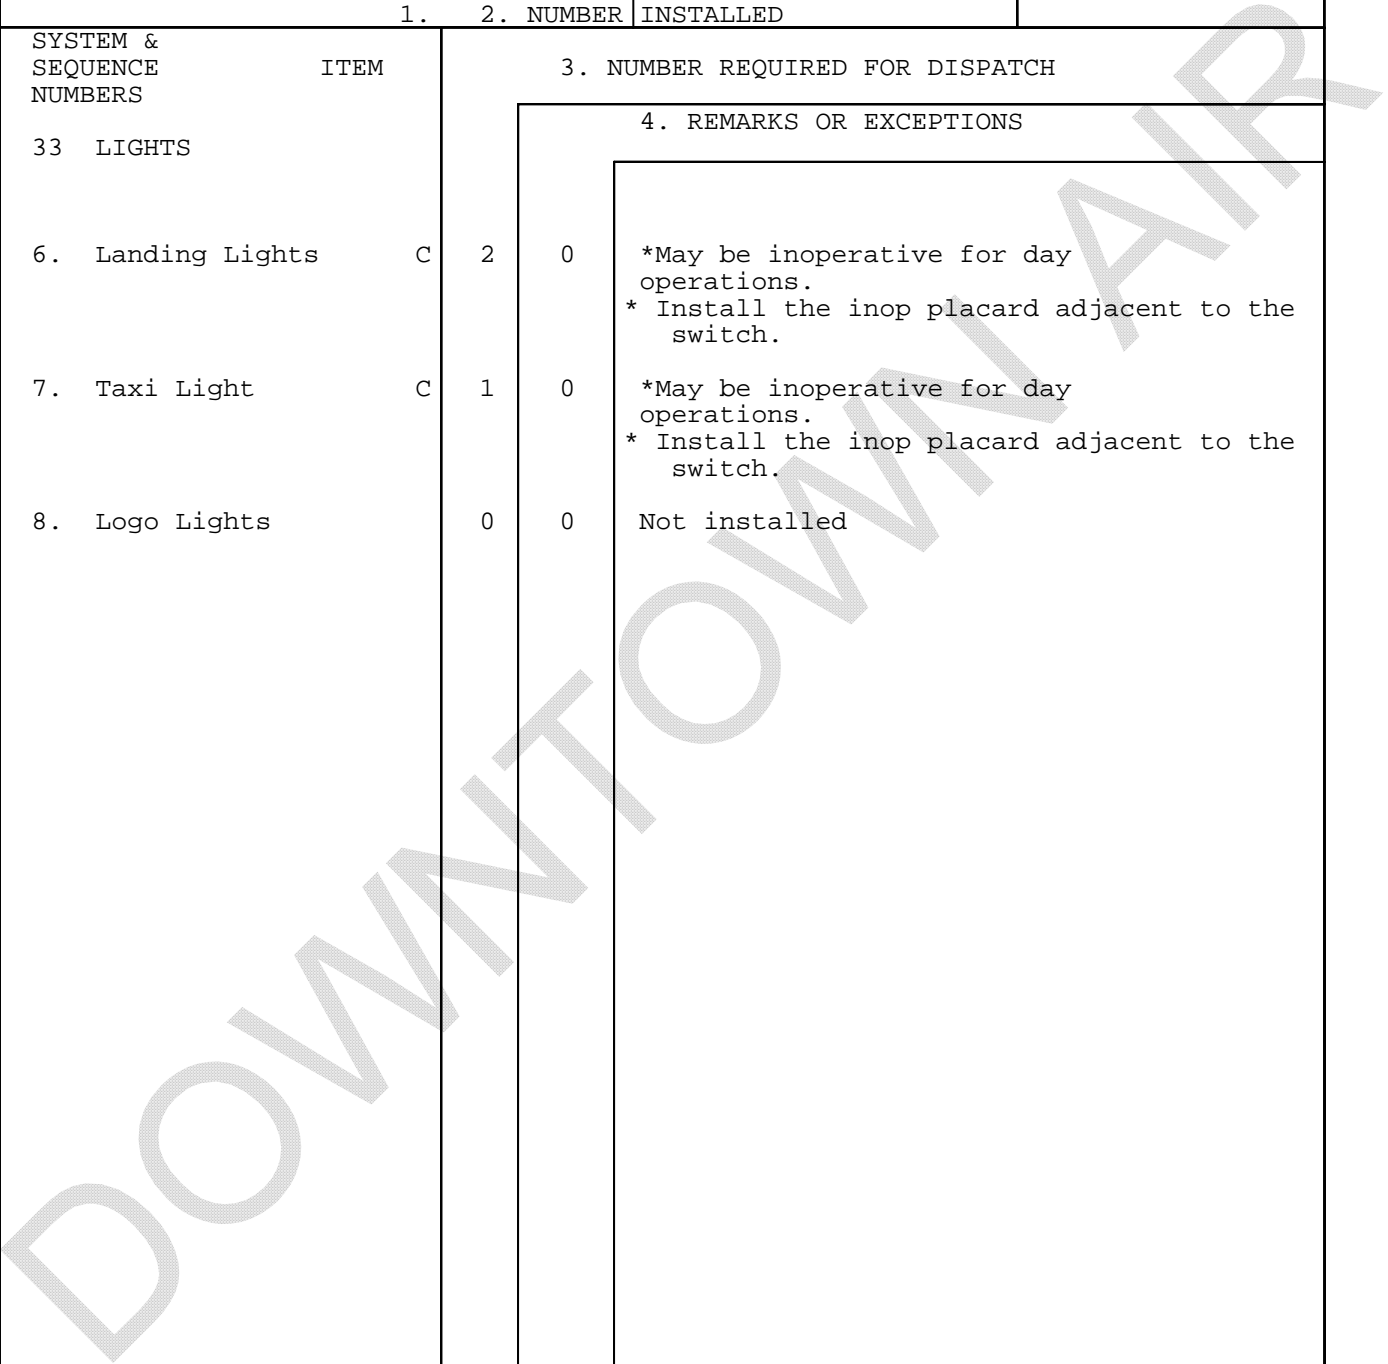 1. 2. NUMBER INSTALLED
SYSTEM &
SEQUENCE ITEM 3. NUMBER REQUIRED FOR DISPATCH
NUMBERS
4. REMARKS OR EXCEPTIONS
33 LIGHTS
6. Landing Lights C 2 0 *May be inoperative for day
operations.
* Install the inop placard adjacent to the
switch.
7. Taxi Light C 1 0 *May be inoperative for day
operations.
* Install the inop placard adjacent to the
switch.
8. Logo Lights 0 0 Not installed
DOWNTOWN AIR